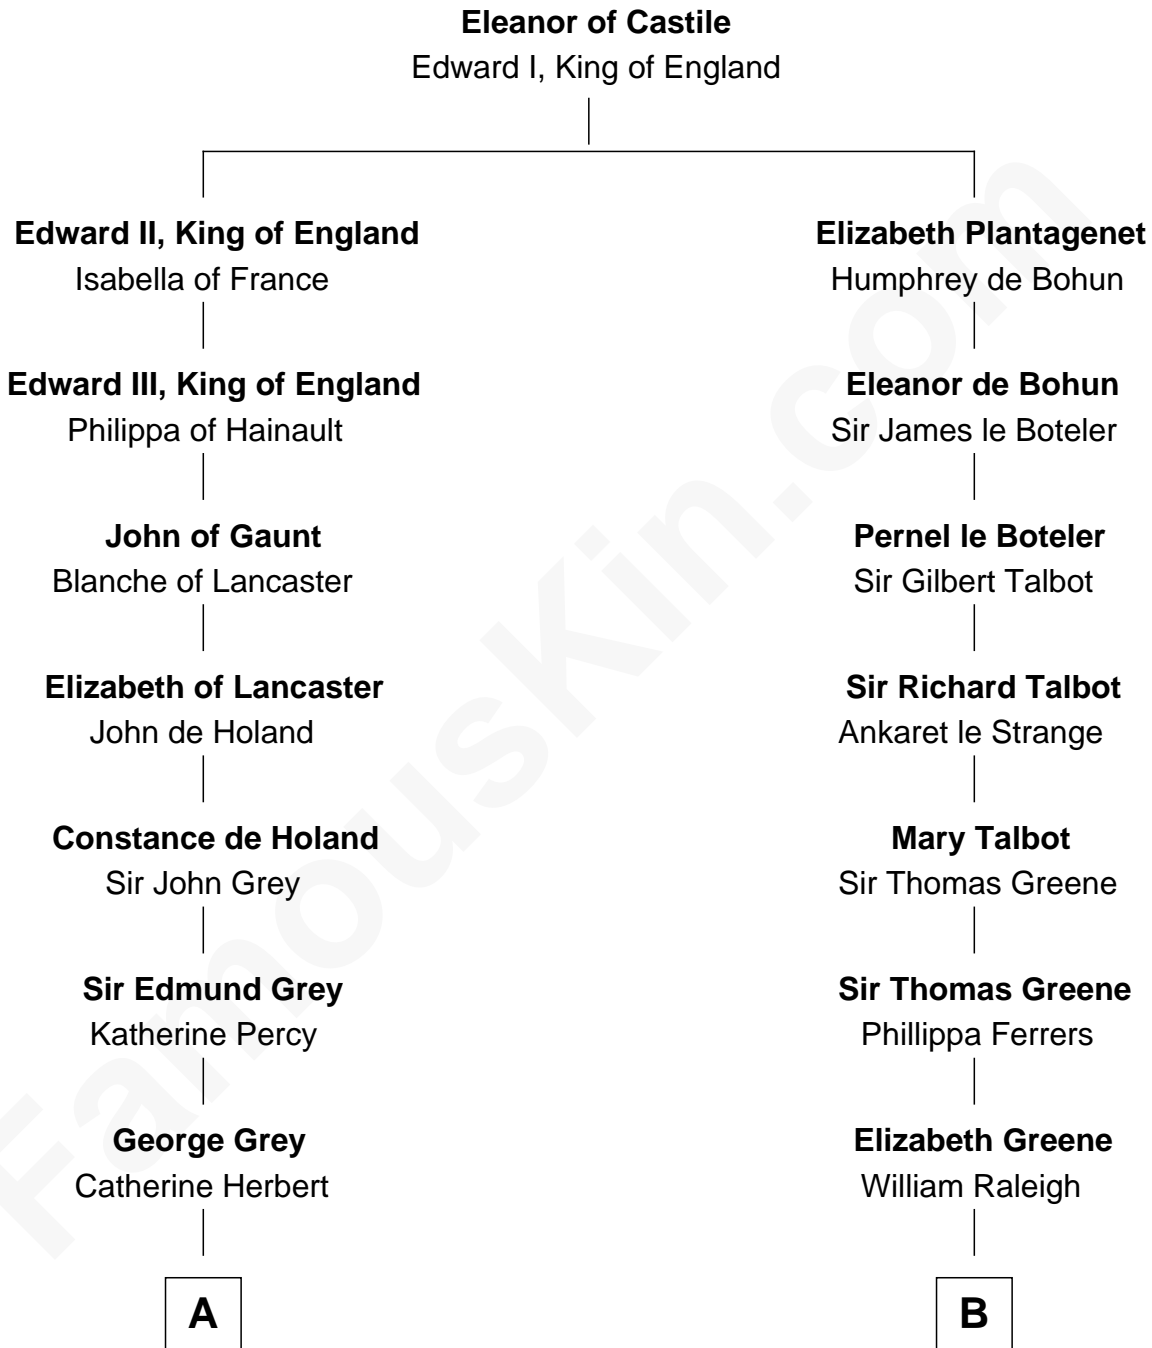 Eleanor of Castile
Edward I, King of England
Edward II, King of England
Isabella of France
Elizabeth Plantagenet
Humphrey de Bohun
Edward III, King of England
Philippa of Hainault
Eleanor de Bohun
Sir James le Boteler
John of Gaunt
Blanche of Lancaster
Pernel le Boteler
Sir Gilbert Talbot
Elizabeth of Lancaster
John de Holand
Sir Richard Talbot
Ankaret le Strange
Constance de Holand
Sir John Grey
Mary Talbot
Sir Thomas Greene
Sir Edmund Grey
Katherine Percy
Sir Thomas Greene
Phillippa Ferrers
George Grey
Catherine Herbert
Elizabeth Greene
William Raleigh
A
B
FamousKin.com